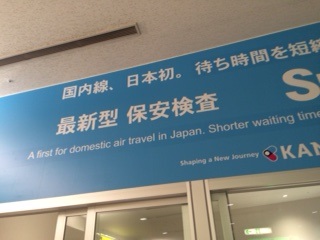 国内線、日本初。待ち時間を短
最新型 保安検査
A first for domestic air travel in Japan. Shorter waiting time
Shaping a New Journey